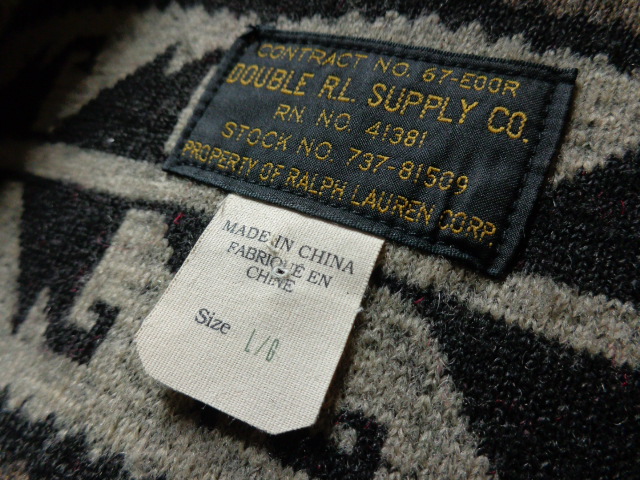 CONTRACT NO. 67-E00R
DOUBLE RL. SUPPLY CO.
RN. NO. 41381
STOCK NO. 737-81509
PROPERTY OF RALPH LAUREN CORP.
MADE IN CHINA
FABRIQUE EN
CHINE
Size L/G